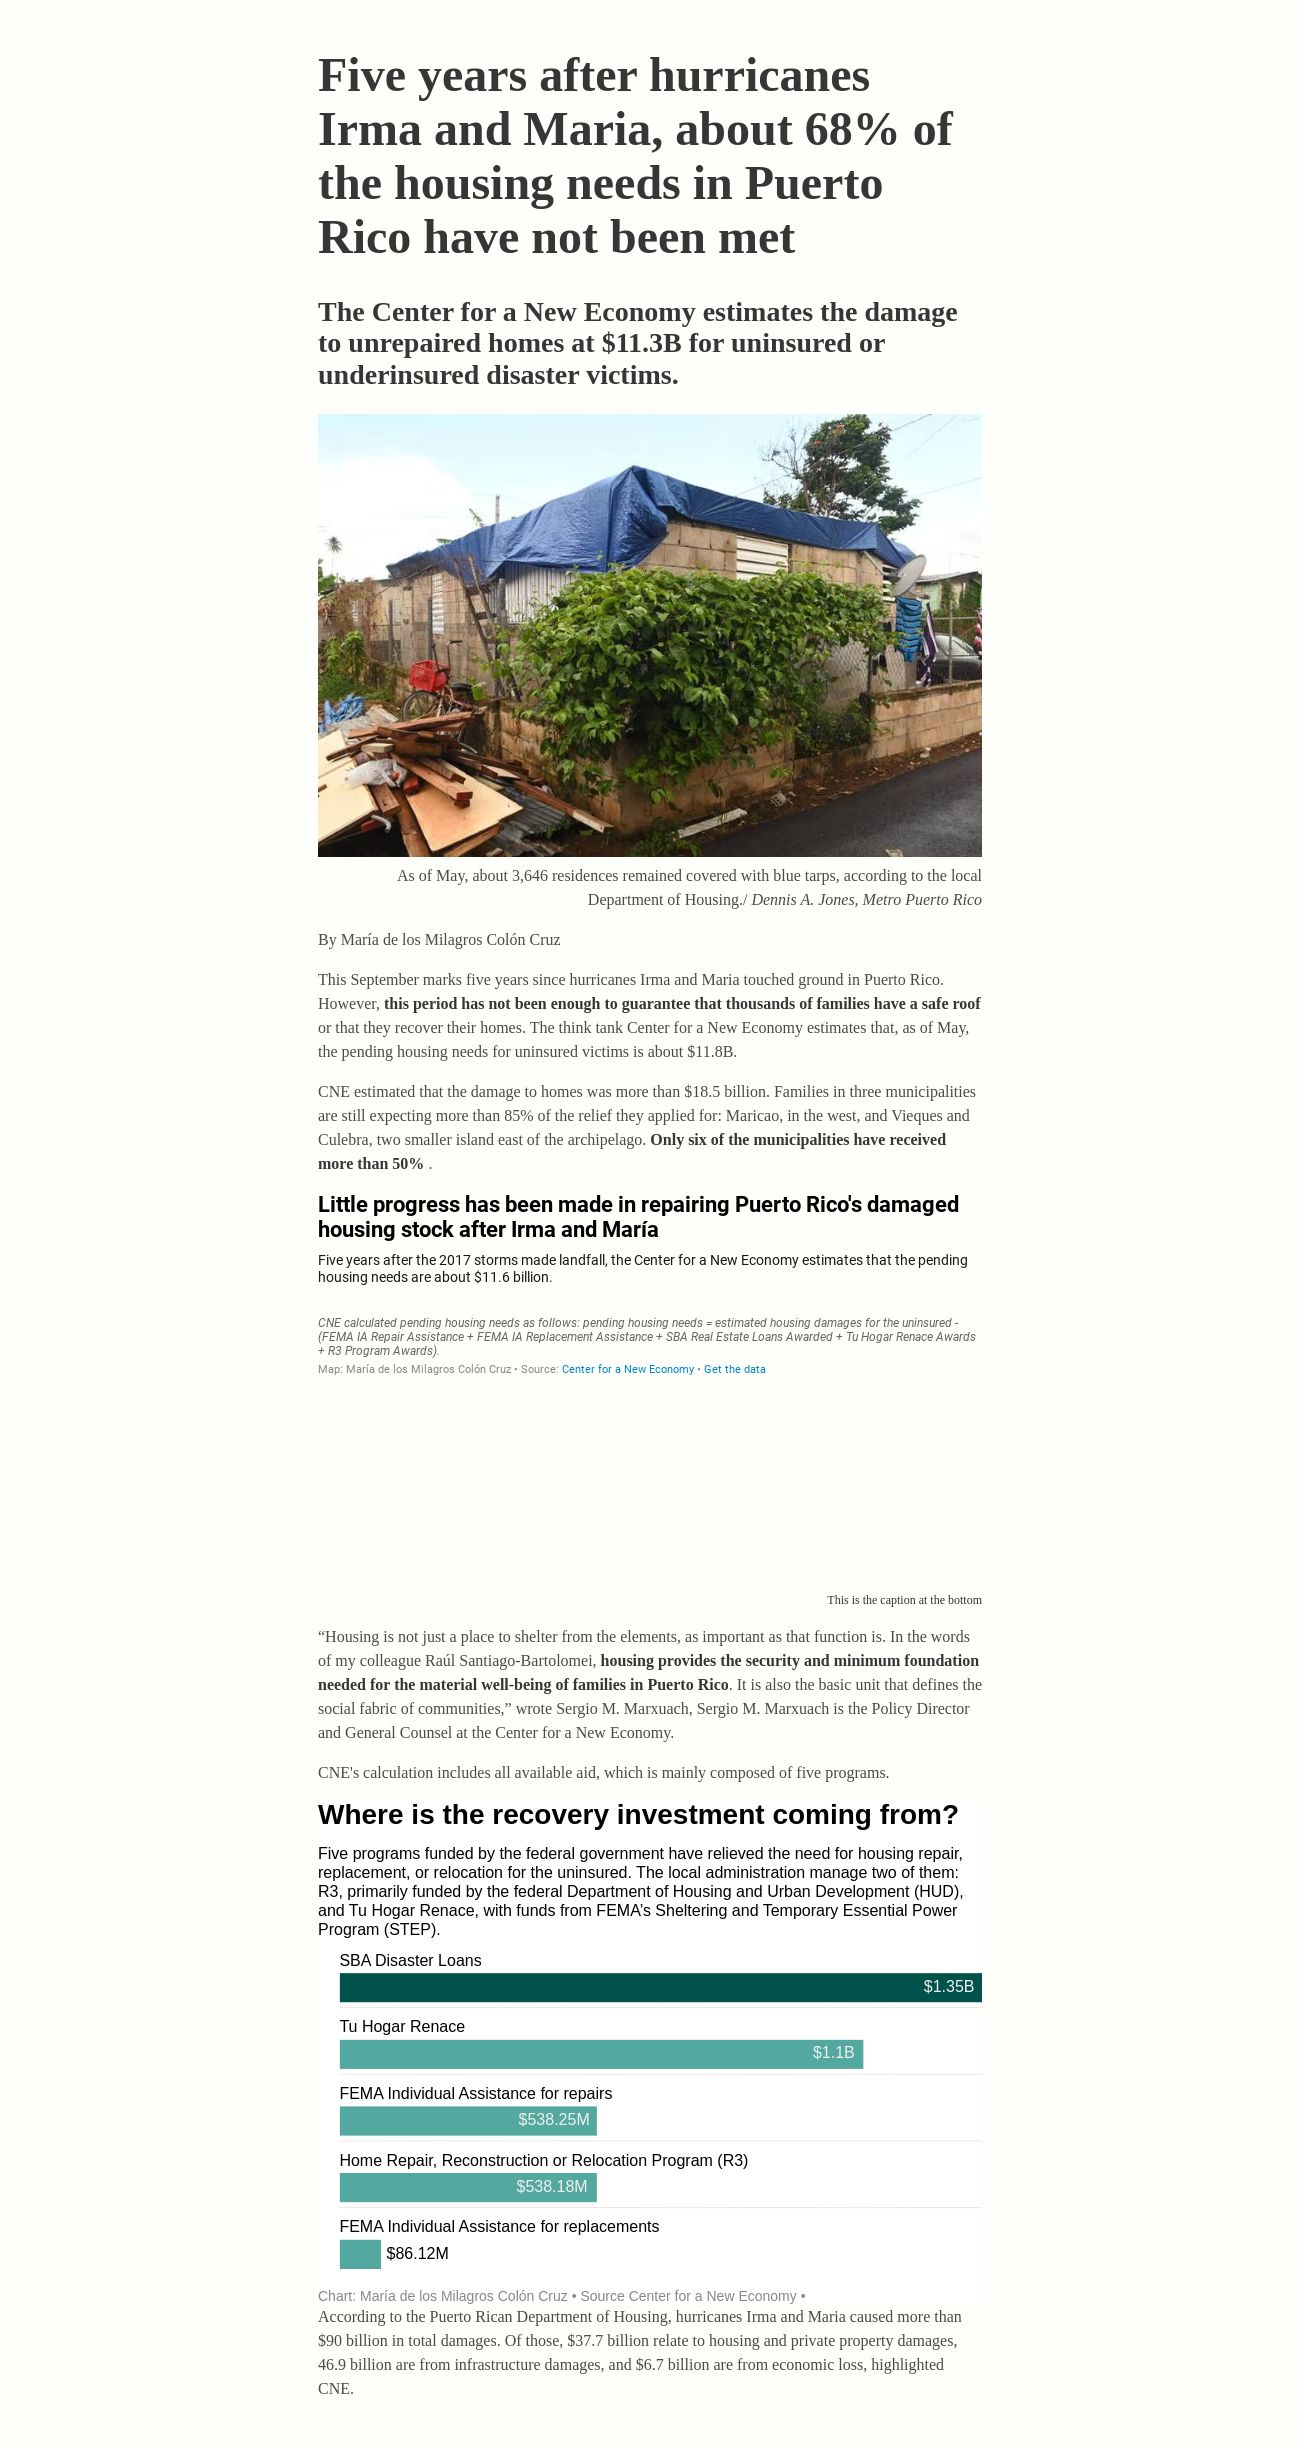 Five years after hurricanes
Irma and Maria, about 68% of
the housing needs in Puerto
Rico have not been met
The Center for a New Economy estimates the damage
to unrepaired homes at $11.3B for uninsured or
underinsured disaster victims.
As of May, about 3,646 residences remained covered with blue tarps, according to the local
Department of Housing./ Dennis A. Jones, Metro Puerto Rico
By María de los Milagros Colón Cruz
This September marks five years since hurricanes Irma and Maria touched ground in Puerto Rico.
However, this period has not been enough to guarantee that thousands of families have a safe roof
or that they recover their homes. The think tank Center for a New Economy estimates that, as of May,
the pending housing needs for uninsured victims is about $11.8B.
CNE estimated that the damage to homes was more than $18.5 billion. Families in three municipalities
are still expecting more than 85% of the relief they applied for: Maricao, in the west, and Vieques and
Culebra, two smaller island east of the archipelago. Only six of the municipalities have received
more than 50% .
Little progress has been made in repairing Puerto Rico's damaged
housing stock after Irma and María
Five years after the 2017 storms made landfall, the Center for a New Economy estimates that the pending
housing needs are about $11.6 billion.
CNE calculated pending housing needs as follows: pending housing needs = estimated housing damages for the uninsured -
(FEMA IA Repair Assistance + FEMA IA Replacement Assistance + SBA Real Estate Loans Awarded + Tu Hogar Renace Awards
+ R3 Program Awards).
Map: María de los Milagros Colón Cruz • Source: Center for a New Economy • Get the data
This is the caption at the bottom
“Housing is not just a place to shelter from the elements, as important as that function is. In the words
of my colleague Raúl Santiago-Bartolomei, housing provides the security and minimum foundation
needed for the material well-being of families in Puerto Rico. It is also the basic unit that defines the
social fabric of communities,” wrote Sergio M. Marxuach, Sergio M. Marxuach is the Policy Director
and General Counsel at the Center for a New Economy.
CNE's calculation includes all available aid, which is mainly composed of five programs.
Where is the recovery investment coming from?
Five programs funded by the federal government have relieved the need for housing repair,
replacement, or relocation for the uninsured. The local administration manage two of them:
R3, primarily funded by the federal Department of Housing and Urban Development (HUD),
and Tu Hogar Renace, with funds from FEMA’s Sheltering and Temporary Essential Power
Program (STEP).
SBA Disaster Loans
$1.35B
Tu Hogar Renace
$1.1B
FEMA Individual Assistance for repairs
$538.25M
Home Repair, Reconstruction or Relocation Program (R3)
$538.18M
FEMA Individual Assistance for replacements
$86.12M
Chart: María de los Milagros Colón Cruz • Source Center for a New Economy •
According to the Puerto Rican Department of Housing, hurricanes Irma and Maria caused more than
$90 billion in total damages. Of those, $37.7 billion relate to housing and private property damages,
46.9 billion are from infrastructure damages, and $6.7 billion are from economic loss, highlighted
CNE.